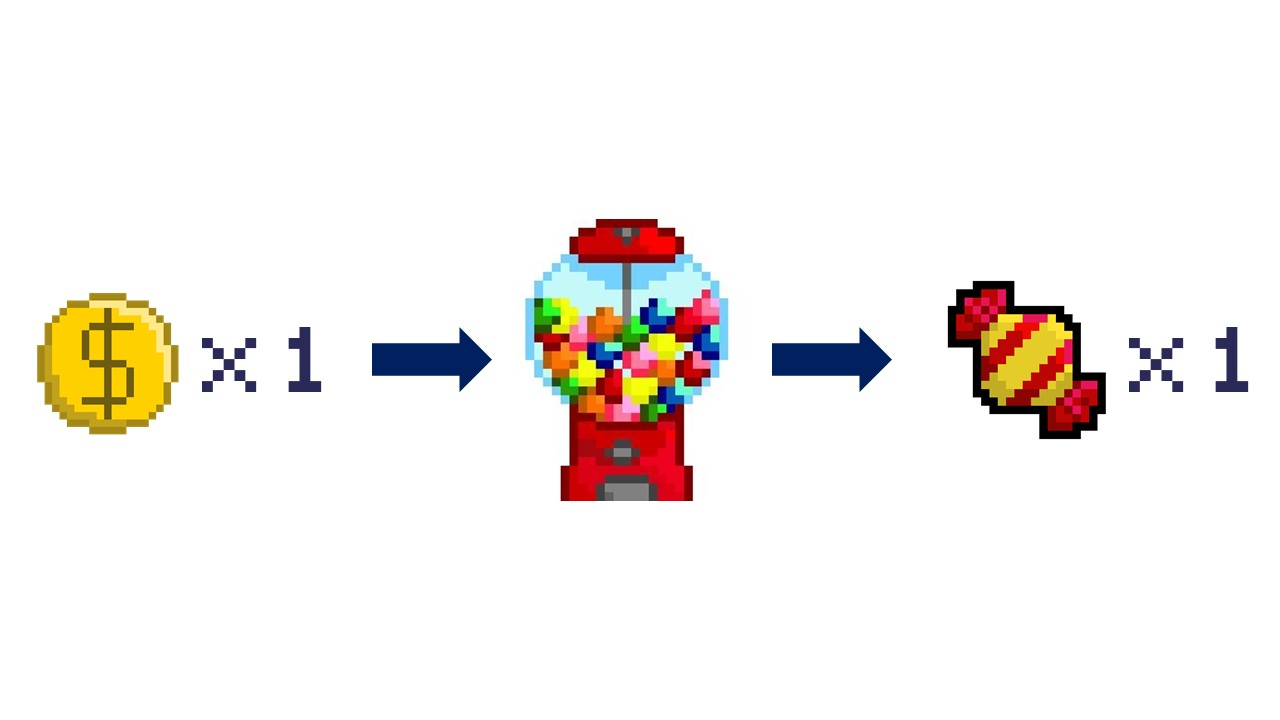 $ × 1
× 1